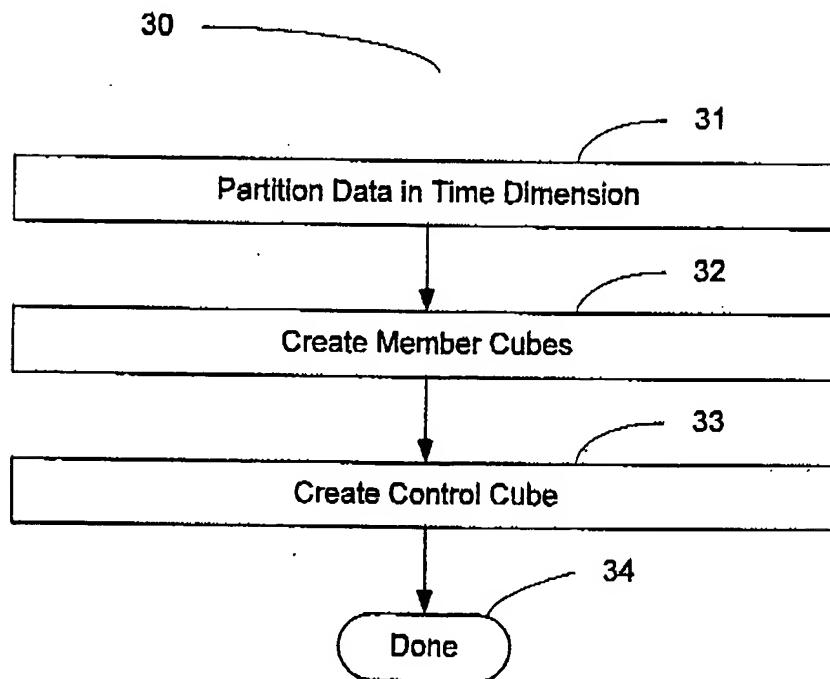 30
31
Partition Data in Time Dimension
32
Create Member Cubes
33
Create Control Cube
34
Done